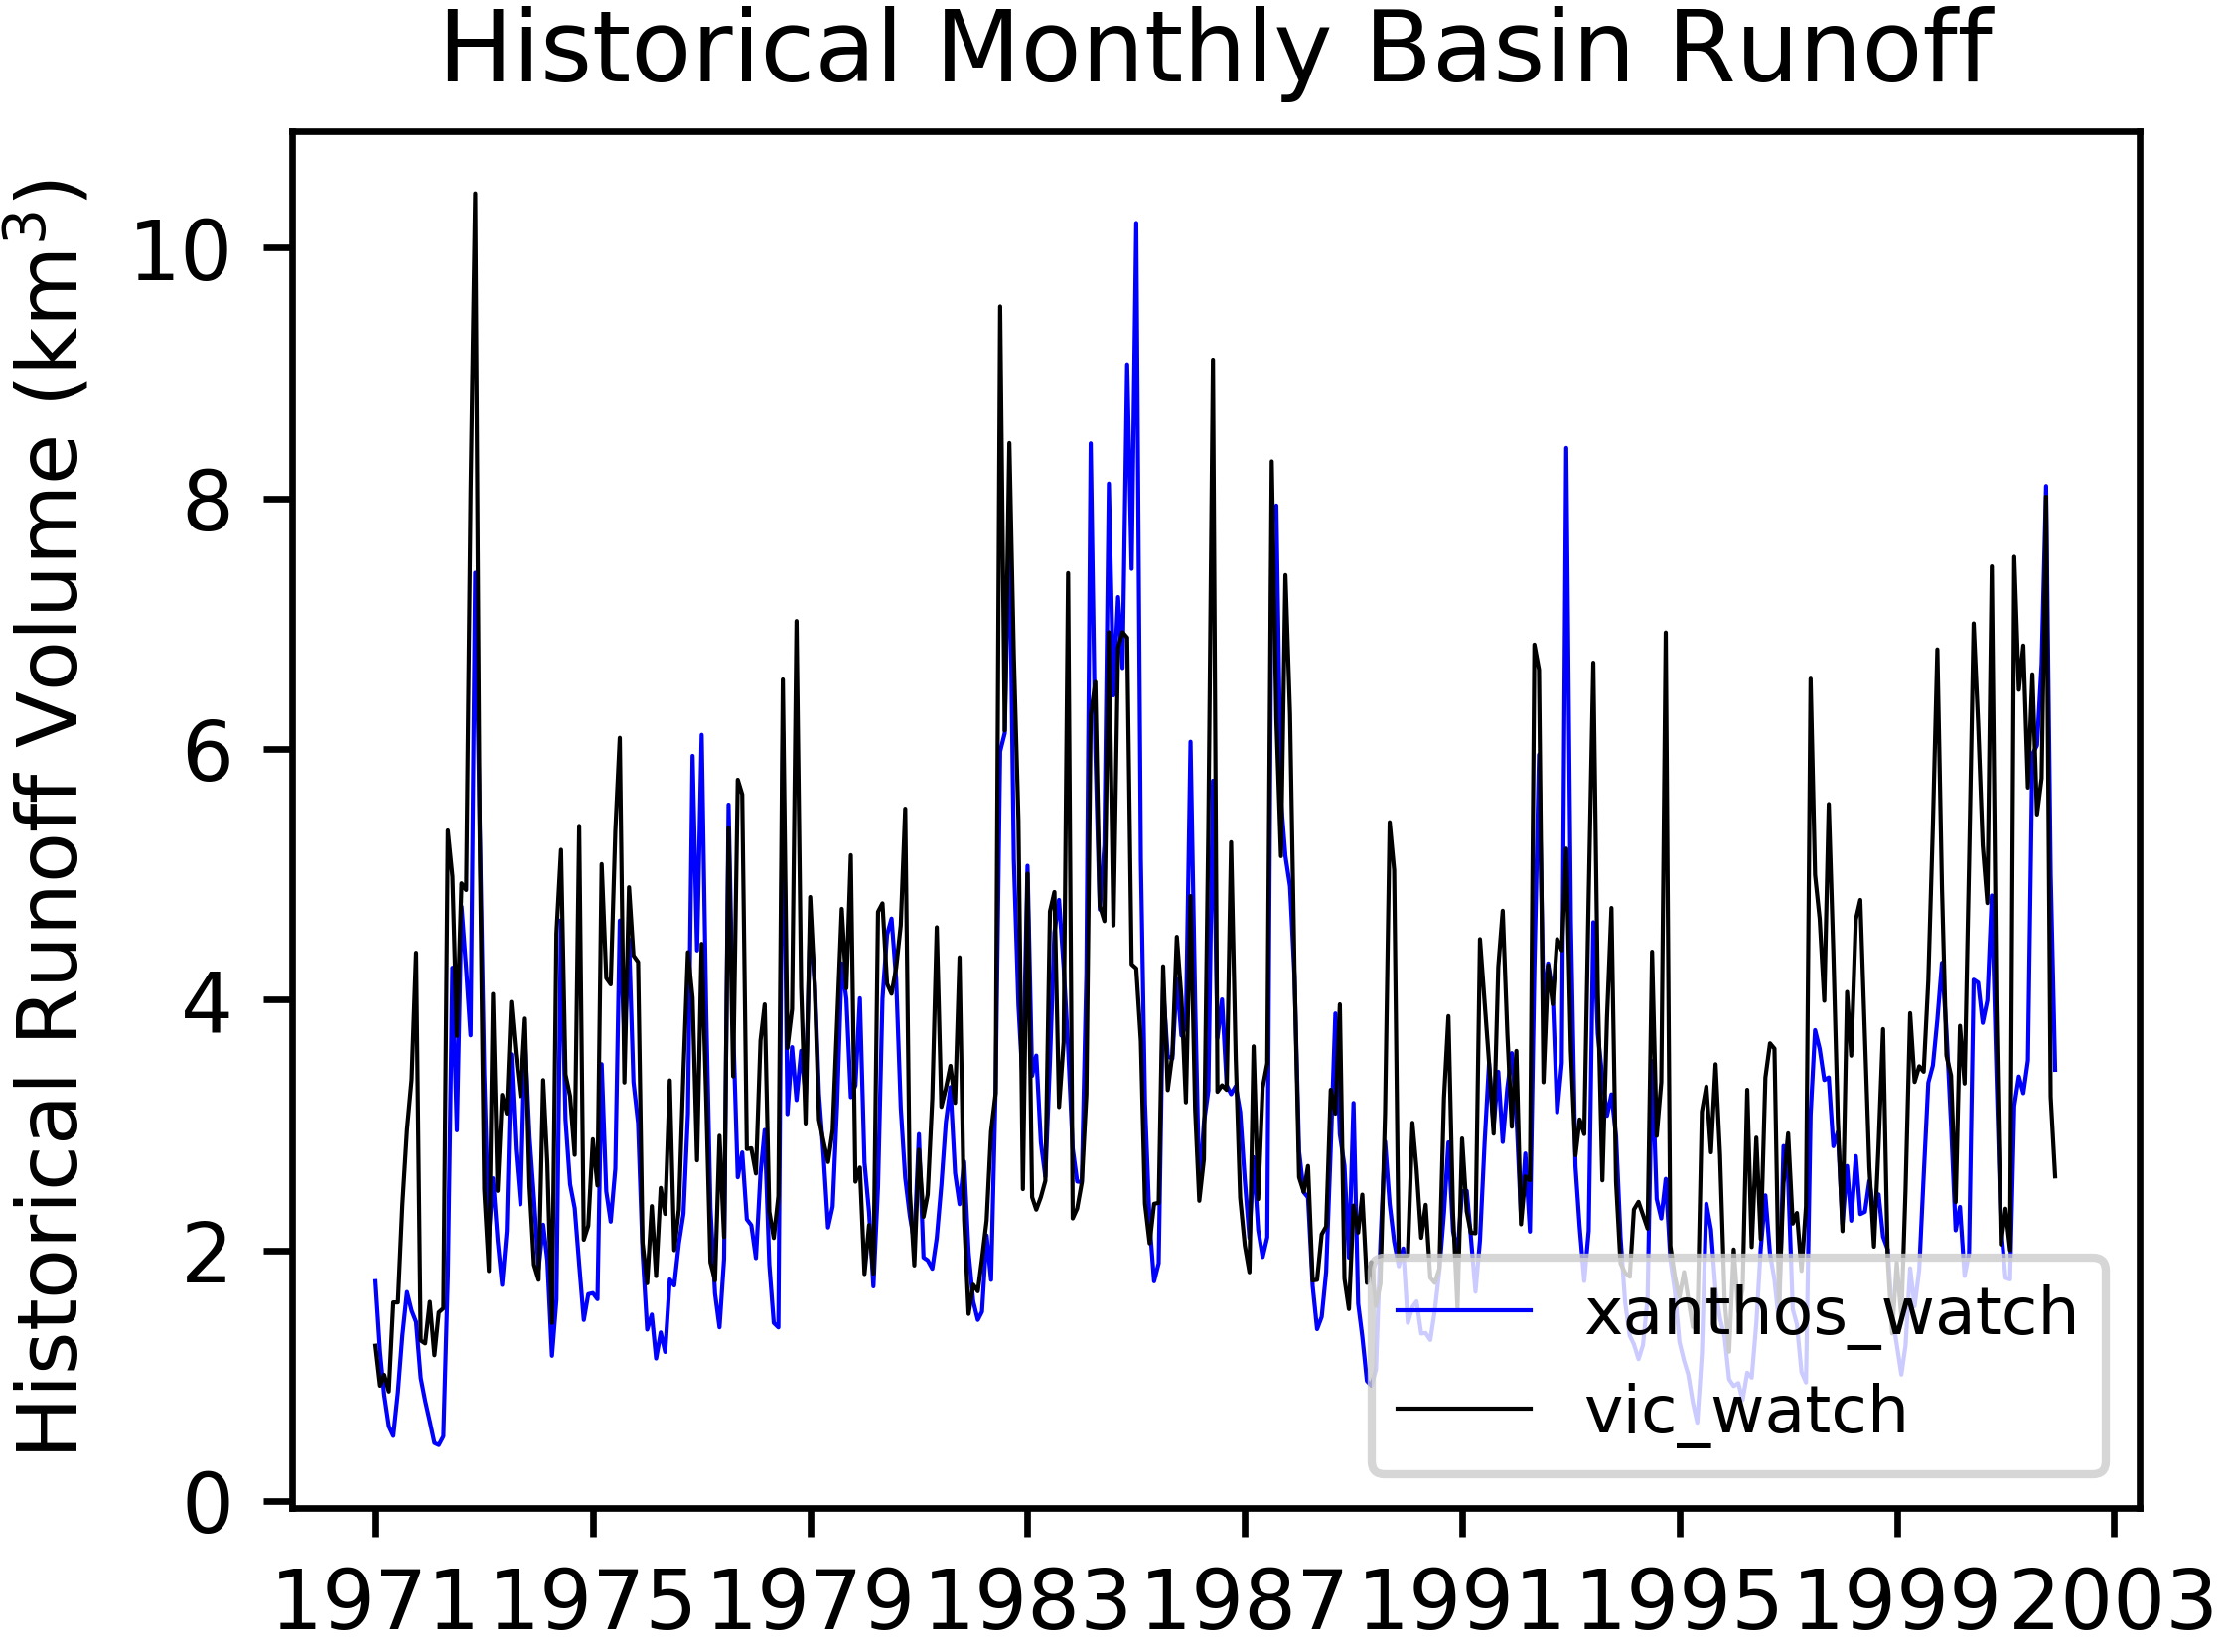 Historical Monthly Basin Runoff
Historical Runoff Volume (km³)
10
8
6
4
2
0
xanthos_watch
vic_watch
1971 1975 1979 1983 1987 1991 1995 1999 2003